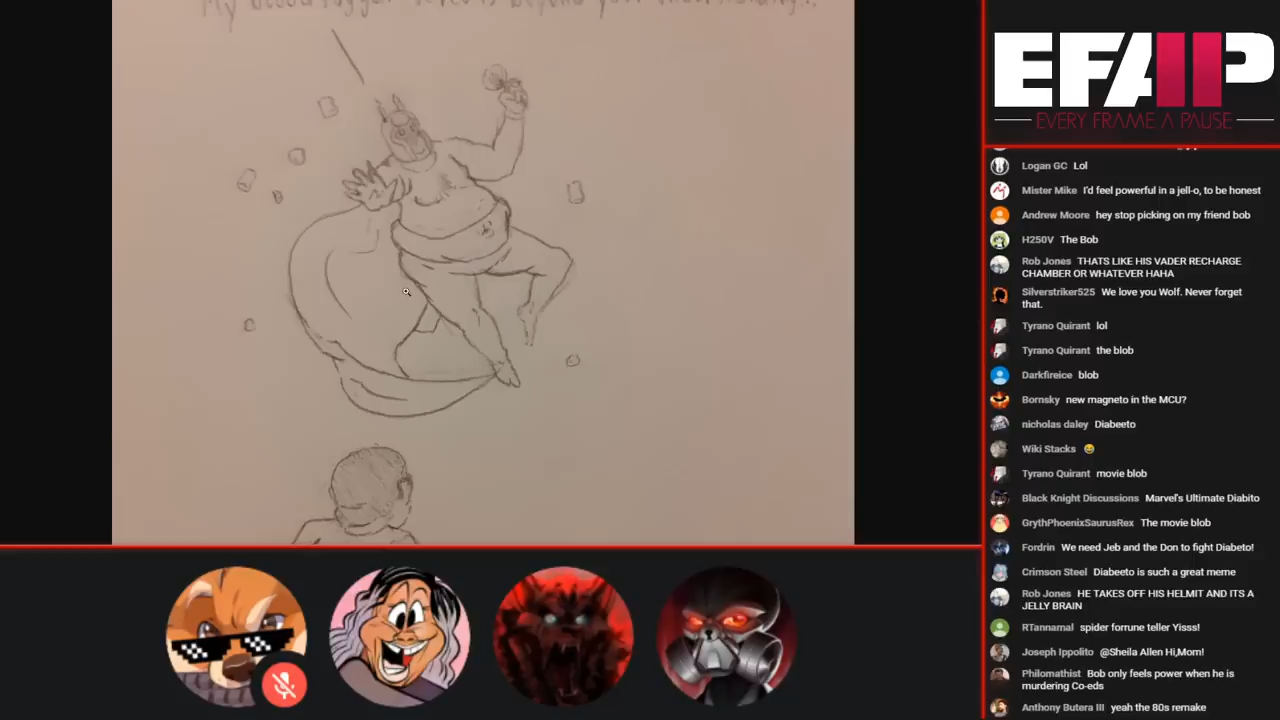 EFAP
EVERY FRAME A PAUSE
Logan GC Lol
Mister Mike I'd feel powerful in a jell-o, to be honest
Andrew Moore hey stop picking on my friend bob
H250V The Bob
Rob Jones THATS LIKE HIS VADER RECHARGE
CHAMBER OR WHATEVER HAHA
Silverstriker525 We love you Wolf. Never forget
that.
Tyrano Quirant lol
Tyrano Quirant the blob
Darkfireice blob
Bornsky new magneto in the MCU?
nicholas daley Diabeeto
Wiki Stacks 😂
Tyrano Quirant movie blob
Black Knight Discussions Marvel's Ultimate Diabito
GrythPhoenixSaurusRex The movie blob
Fordrin We need Jeb and the Don to fight Diabeto!
Crimson Steel Diabeeto is such a great meme
Rob Jones HE TAKES OFF HIS HELMIT AND ITS A
JELLY BRAIN
RTannamal spider forrune teller Yisss!
Joseph Ippolito @Sheila Allen Hi,Mom!
Philomathist Bob only feels power when he is
murdering Co-eds
Anthony Butera III yeah the 80s remake